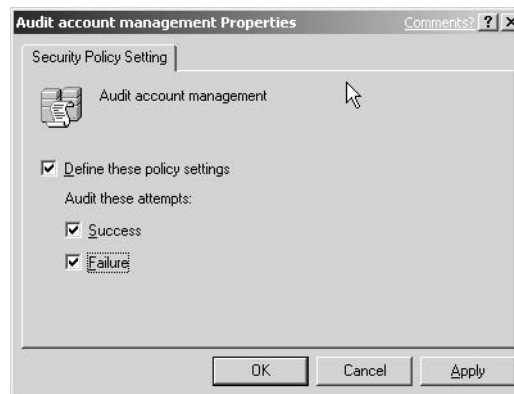 Audit account management Properties
Comments? ? X
Security Policy Setting
Audit account management
Define these policy settings
Audit these attempts:
Success
Failure
OK
Cancel
Apply